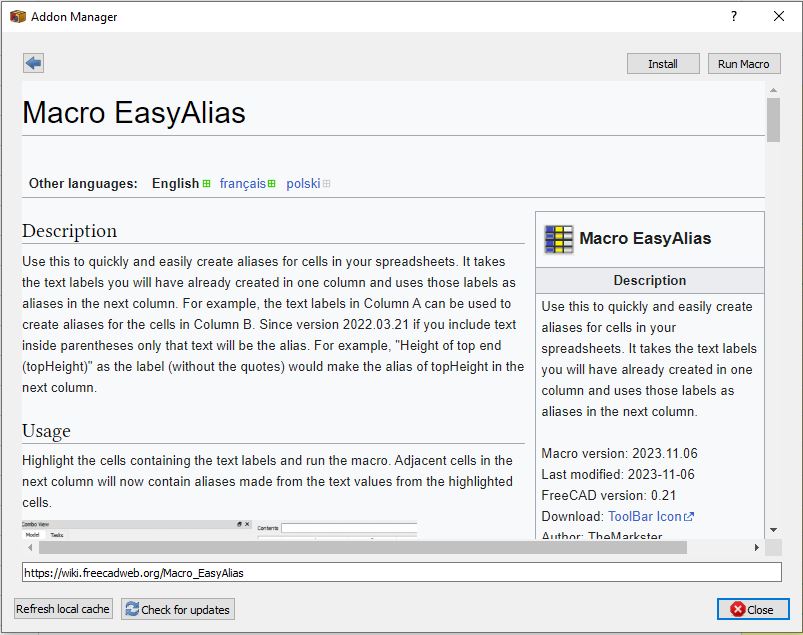 Addon Manager
?
Install
Run Macro
Macro EasyAlias
Other languages: English français polski
Description
Use this to quickly and easily create aliases for cells in your spreadsheets. It takes
the text labels you will have already created in one column and uses those labels as
aliases in the next column. For example, the text labels in Column A can be used to
create aliases for the cells in Column B. Since version 2022.03.21 if you include text
inside parentheses only that text will be the alias. For example, "Height of top end
(topHeight)" as the label (without the quotes) would make the alias of topHeight in the
next column.
Usage
Highlight the cells containing the text labels and run the macro. Adjacent cells in the
next column will now contain aliases made from the text values from the highlighted
cells.
Combo View
Model Tasks
Contents
Macro EasyAlias
Description
Use this to quickly and easily create
aliases for cells in your
spreadsheets. It takes the text labels
you will have already created in one
column and uses those labels as
aliases in the next column.
Macro version: 2023.11.06
Last modified: 2023-11-06
FreeCAD version: 0.21
Download: ToolBar Icon
Author: TheMarkster
https://wiki.freecadweb.org/Macro_EasyAlias
Refresh local cache
Check for updates
Close